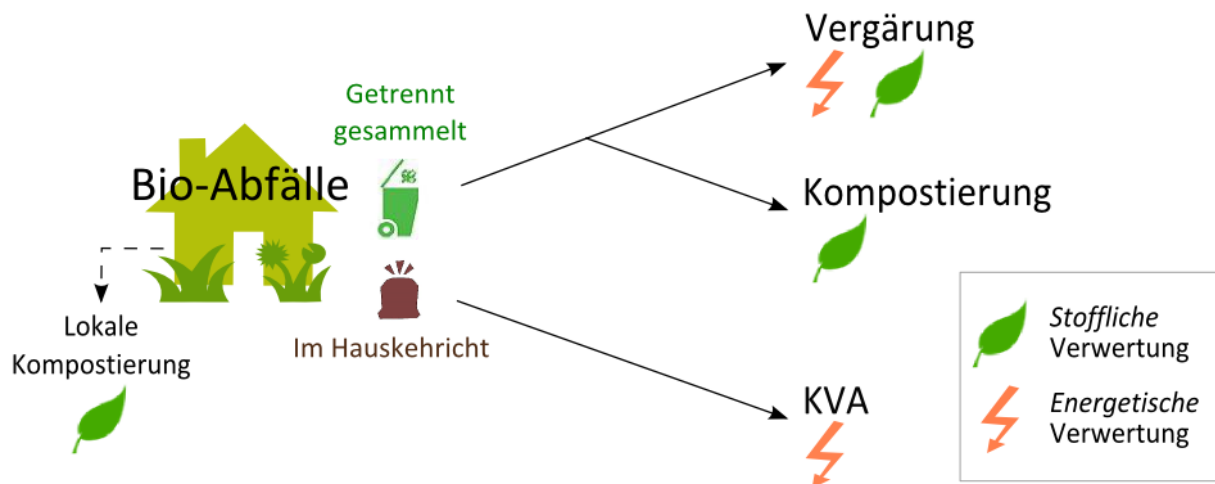 Vergärung
Getrennt
gesammelt
Bio-Abfälle
Kompostierung
Lokale
Kompostierung
Im Hauskehricht
KVA
Stoffliche
Verwertung
Energetische
Verwertung